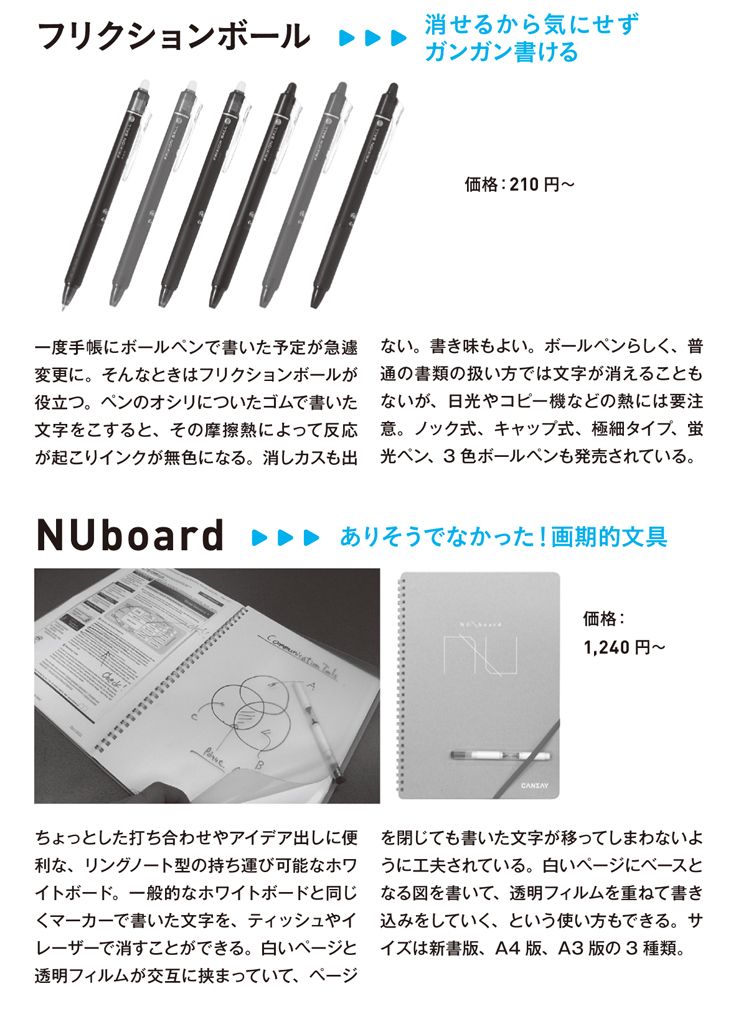 フリクションボール ▶▶▶ 消せるから気にせず
ガンガン書ける
FRIXION BALL
FRIXION BALL
FRIXION BALL
FRIXION BALL
FRIXION BALL
FRIXION BALL
価格：210円〜
一度手帳にボールペンで書いた予定が急遽
変更に。そんなときはフリクションボールが
役立つ。ペンのオシリについたゴムで書いた
文字をこすると、その摩擦熱によって反応
が起こりインクが無色になる。消しカスも出
ない。書き味もよい。ボールペンらしく、普
通の書類の扱い方では文字が消えることも
ないが、日光やコピー機などの熱には要注
意。ノック式、キャップ式、極細タイプ、蛍
光ペン、3色ボールペンも発売されている。
NUboard ▶▶▶ ありそうでなかった！画期的文具
Communication Tools
A
B
C
Check!
NUboard
nu
CANSAY
価格：
1,240円〜
ちょっとした打ち合わせやアイデア出しに便
利な、リングノート型の持ち運び可能なホワ
イトボード。一般的なホワイトボードと同じ
くマーカーで書いた文字を、ティッシュやイ
レーザーで消すことができる。白いページと
透明フィルムが交互に挟まっていて、ページ
を閉じても書いた文字が移ってしまわないよ
うに工夫されている。白いページにベースと
なる図を書いて、透明フィルムを重ねて書き
込みをしていく、という使い方もできる。サ
イズは新書版、A4版、A3版の3種類。